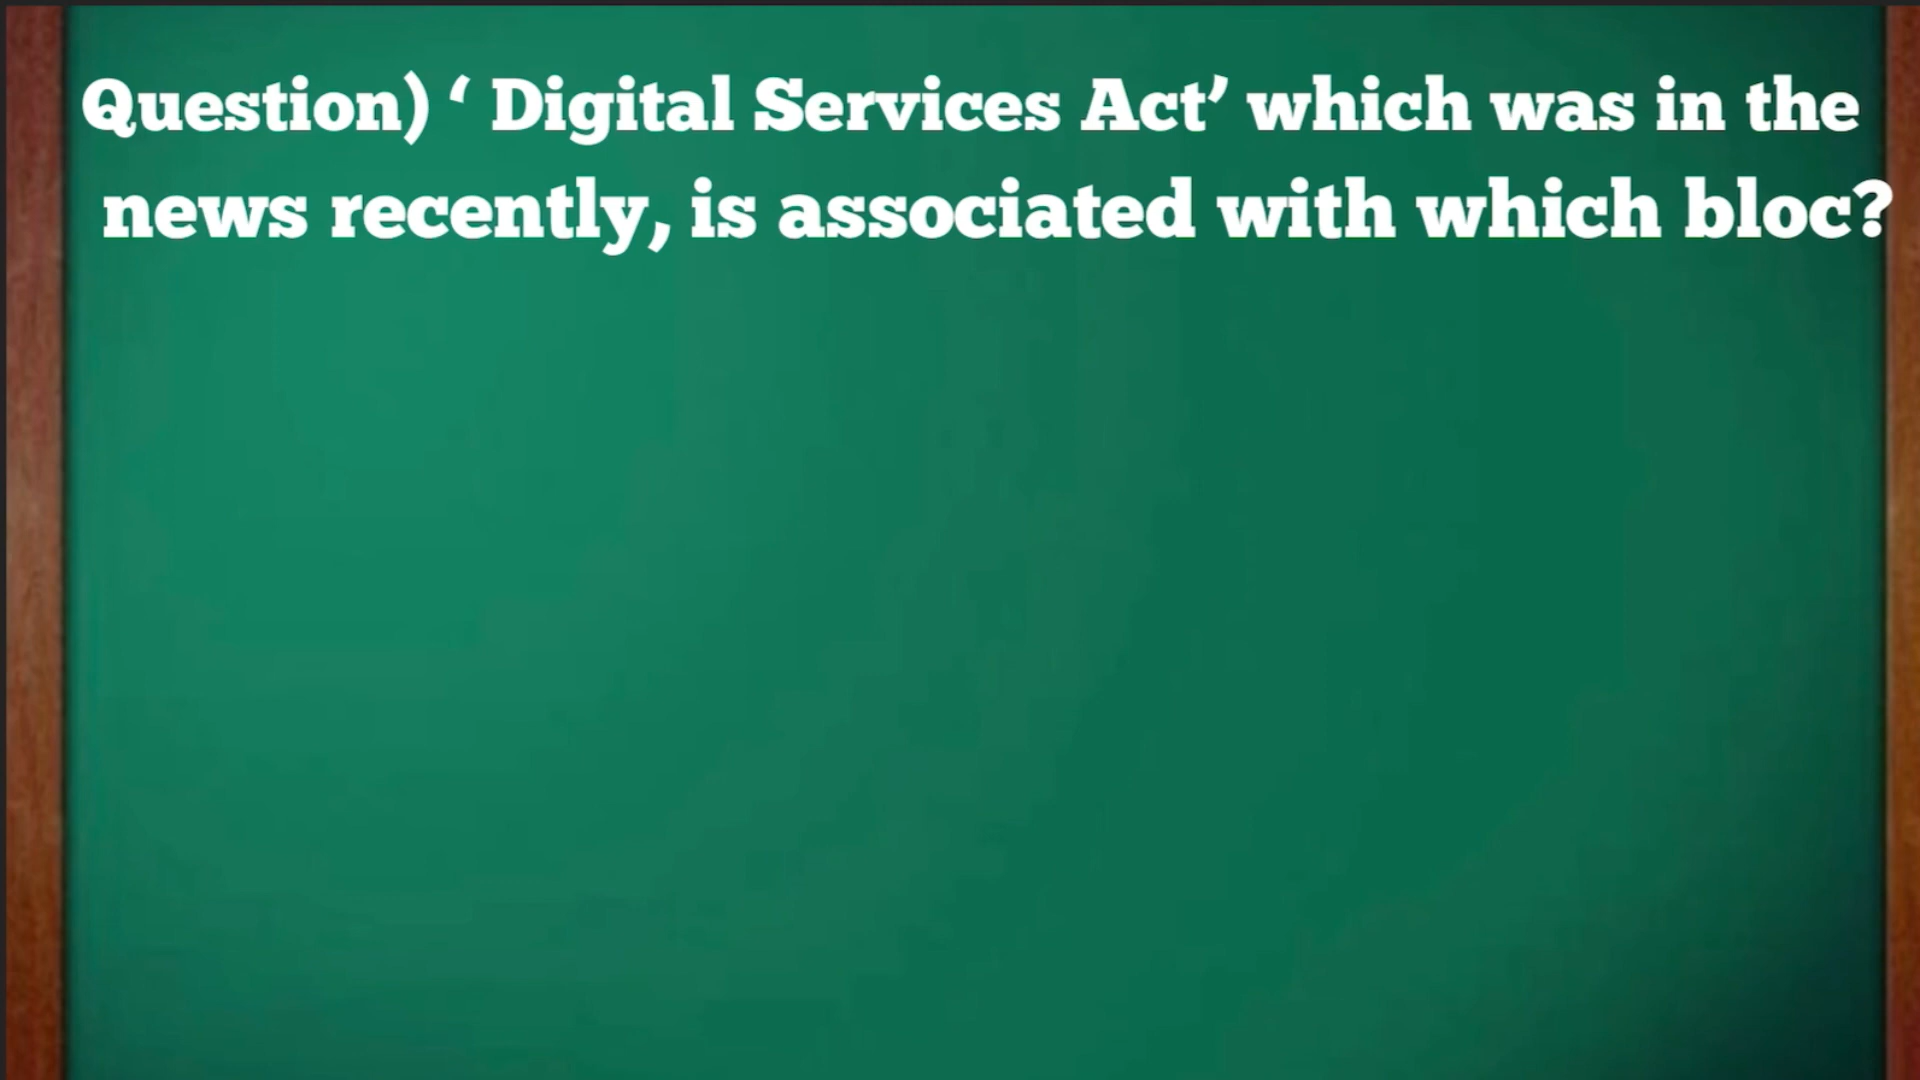 Question) ‘ Digital Services Act’ which was in the
news recently, is associated with which bloc?